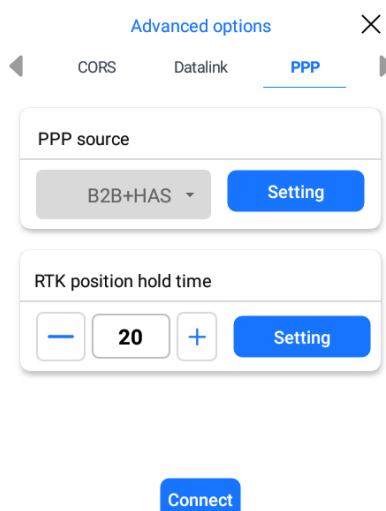 Advanced options
CORS Datalink PPP
PPP source
B2B+HAS Setting
RTK position hold time
20 Setting
Connect